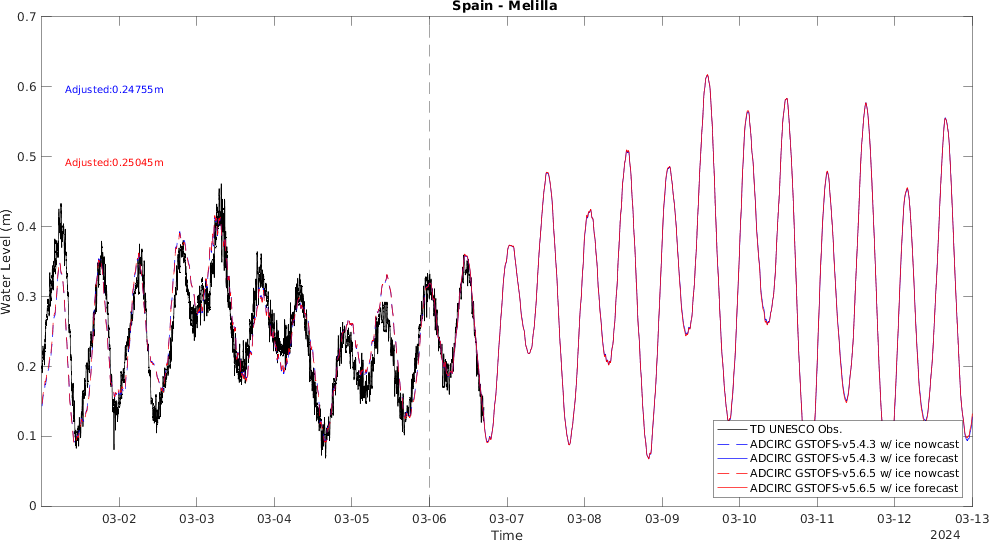 Spain - Melilla
0.7
0.6
0.5
0.4
0.3
0.2
0.1
0
Water Level (m)
Adjusted:0.24755m
Adjusted:0.25045m
TD UNESCO Obs.
ADCIRC GSTOFS-v5.4.3 w/ ice nowcast
ADCIRC GSTOFS-v5.4.3 w/ ice forecast
ADCIRC GSTOFS-v5.6.5 w/ ice nowcast
ADCIRC GSTOFS-v5.6.5 w/ ice forecast
03-02 03-03 03-04 03-05 03-06 03-07 03-08 03-09 03-10 03-11 03-12 03-13
Time
2024